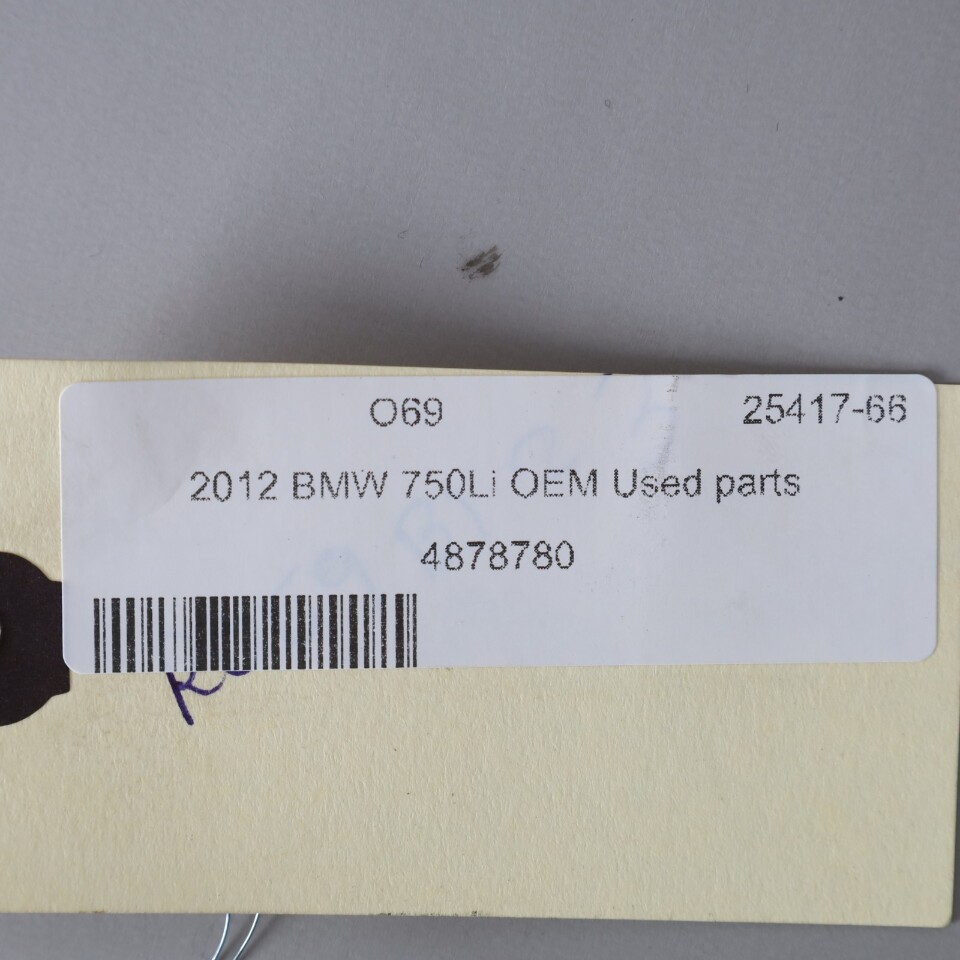 O69 25417-66
2012 BMW 750Li OEM Used parts
4878780